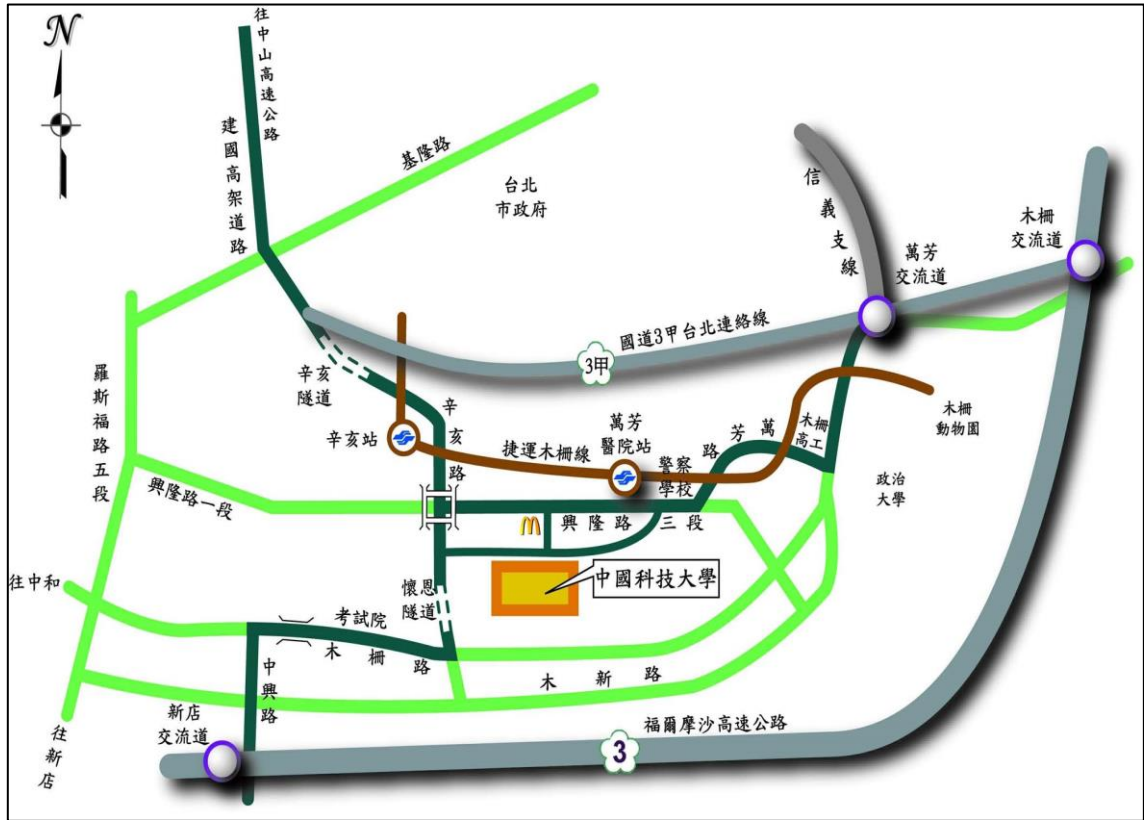 N
往中山高速公路
建國高架道路
基隆路
台北
市政府
信義支線
木柵
交流道
萬芳
交流道
國道3甲台北連絡線
3甲
羅斯福路五段
辛亥
隧道
辛亥站
辛亥路
捷運木柵線
萬芳
醫院站
警察
學校
萬芳路
木柵
高工
木柵
動物園
政治
大學
興隆路一段
興隆路三段
中國科技大學
往中和
懷恩
隧道
考試院
木柵路
中興路
木新路
新店
交流道
往新店
福爾摩沙高速公路
3